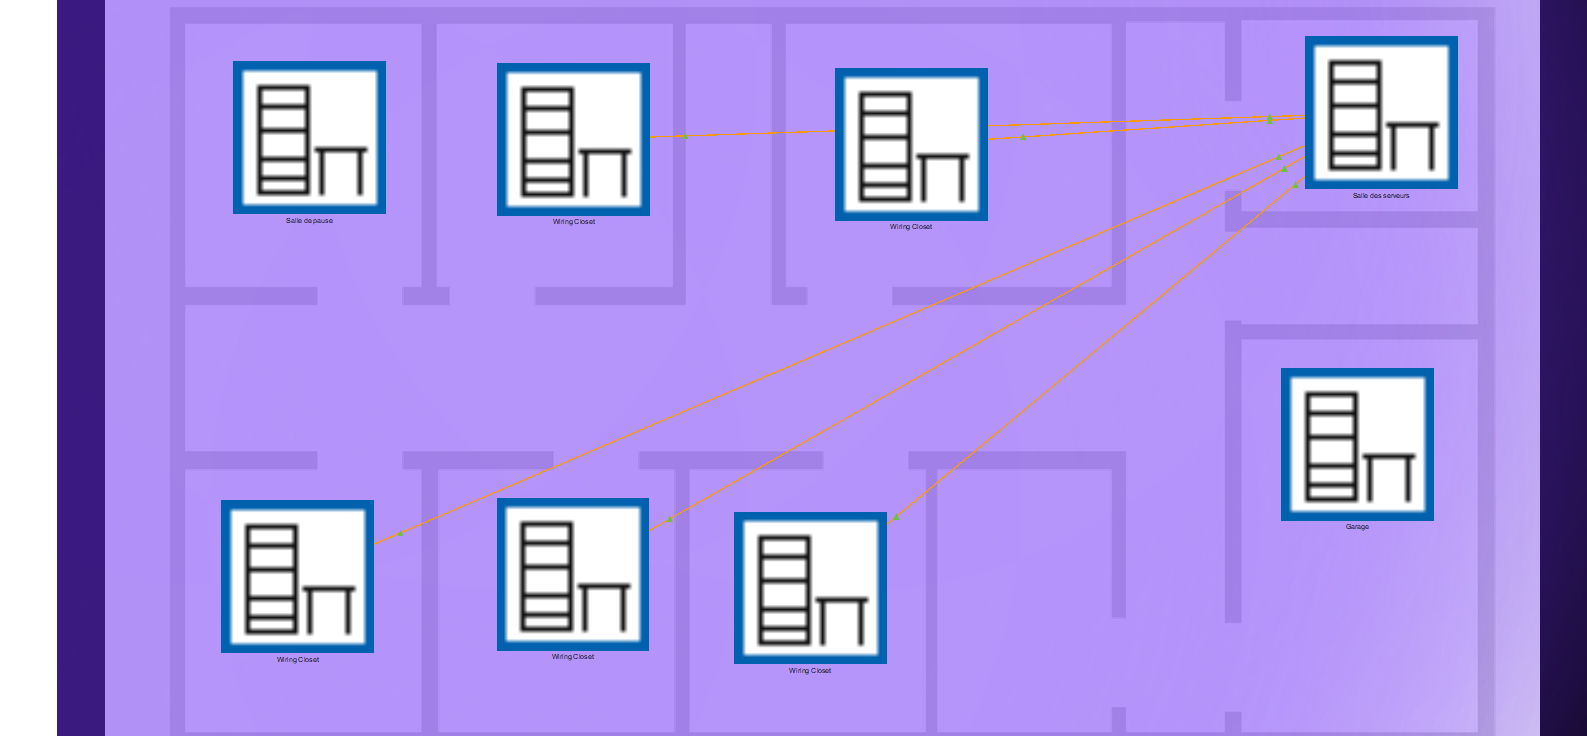 Salle de pause
Wiring Closet
Wiring Closet
Salle des serveurs
Garage
Wiring Closet
Wiring Closet
Wiring Closet